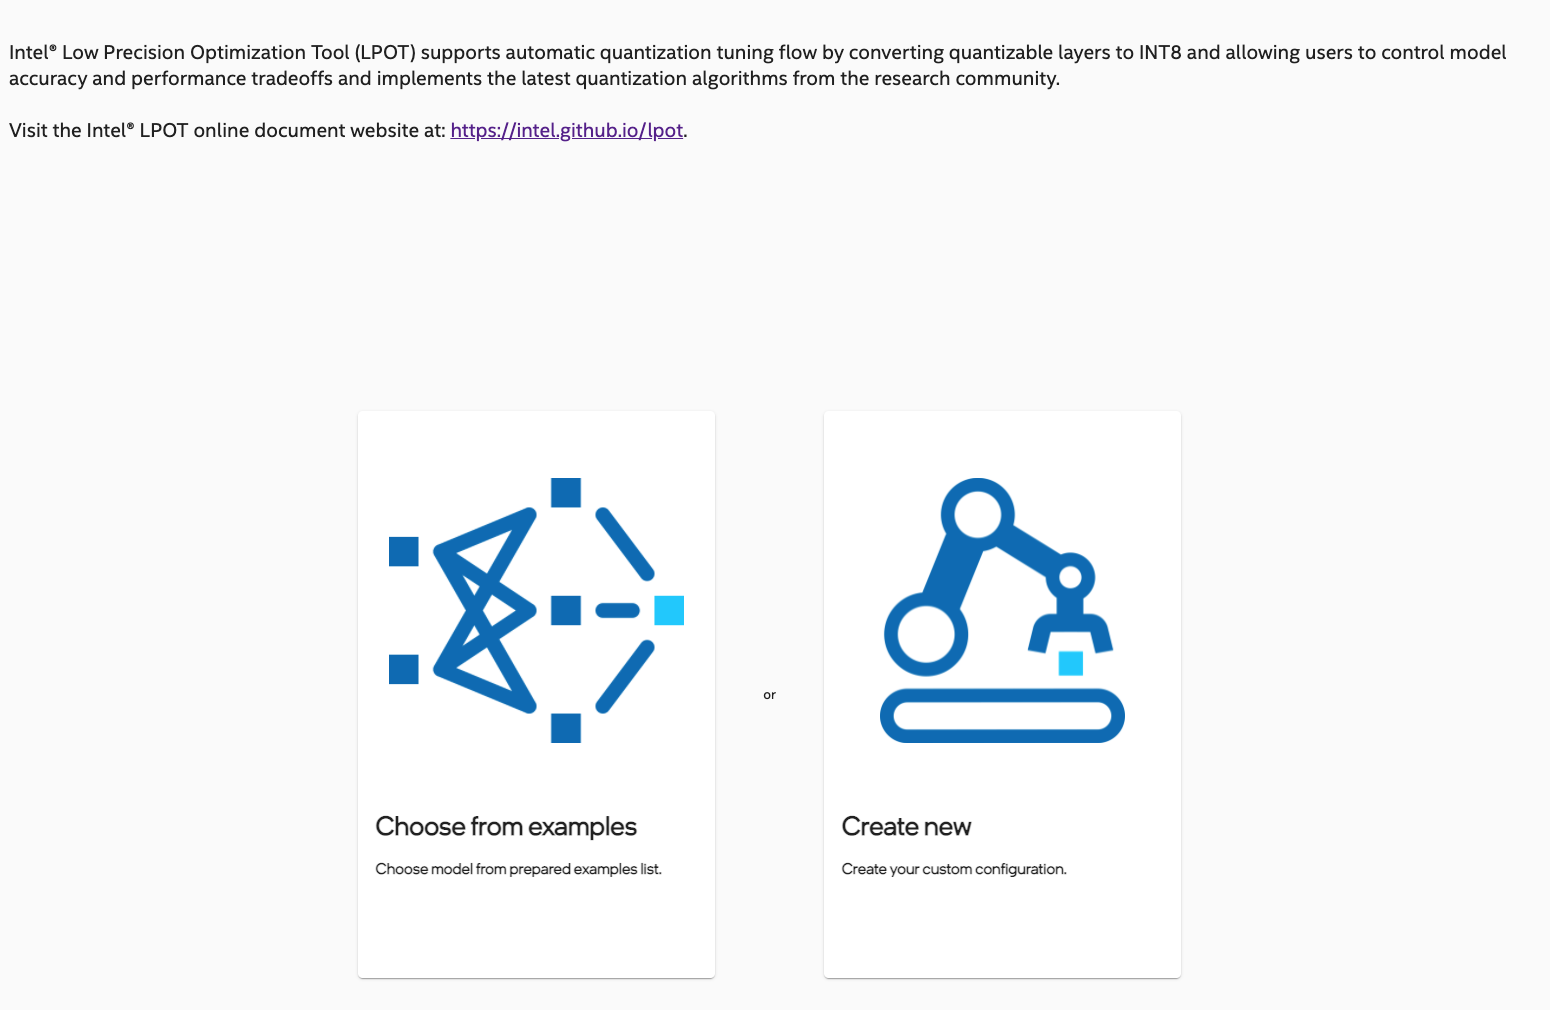 Intel® Low Precision Optimization Tool (LPOT) supports automatic quantization tuning flow by converting quantizable layers to INT8 and allowing users to control model
accuracy and performance tradeoffs and implements the latest quantization algorithms from the research community.
Visit the Intel® LPOT online document website at: https://intel.github.io/lpot.
or
Choose from examples
Choose model from prepared examples list.
Create new
Create your custom configuration.